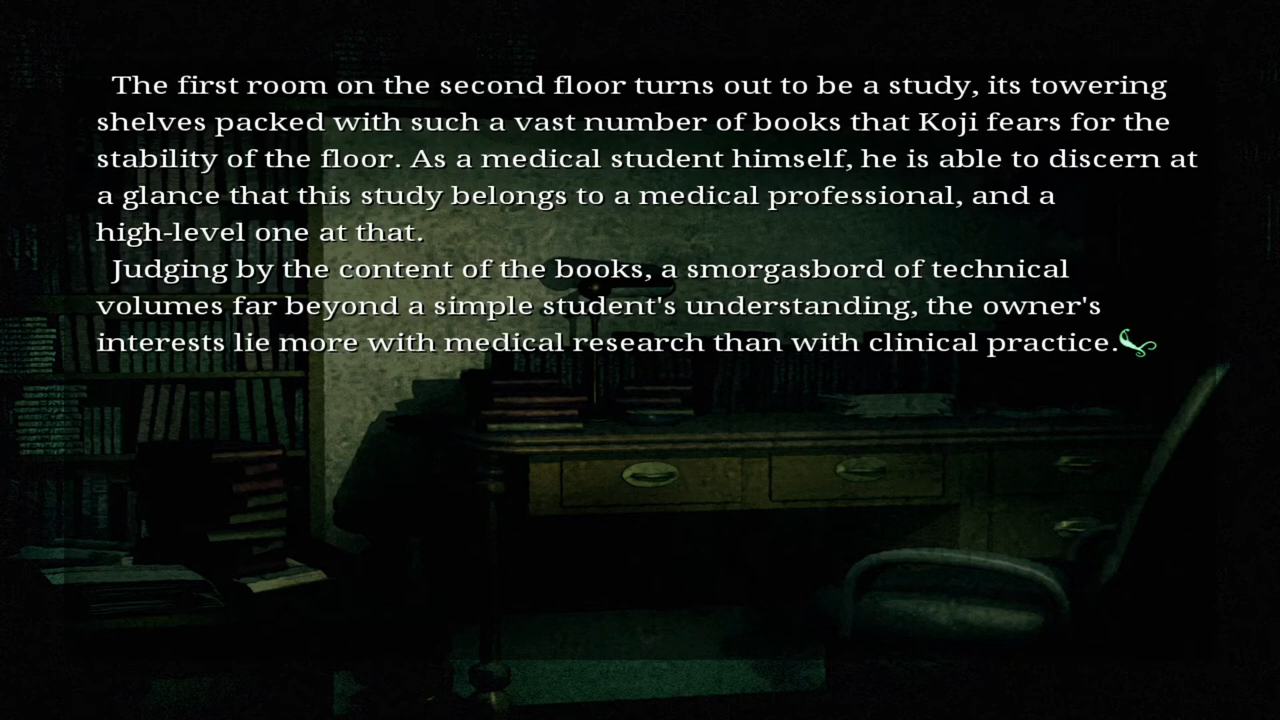 The first room on the second floor turns out to be a study, its towering
shelves packed with such a vast number of books that Koji fears for the
stability of the floor. As a medical student himself, he is able to discern at
a glance that this study belongs to a medical professional, and a
high-level one at that.
Judging by the content of the books, a smorgasbord of technical
volumes far beyond a simple student's understanding, the owner's
interests lie more with medical research than with clinical practice.